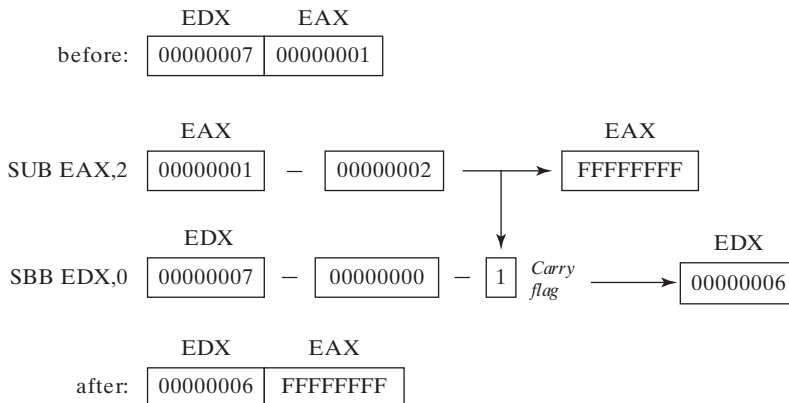 EDX EAX
before: 00000007 00000001
EAX EAX
SUB EAX,2 00000001 – 00000002 FFFFFFFF
EDX EDX
SBB EDX,0 00000007 – 00000000 – 1 Carry flag 00000006
EDX EAX
after: 00000006 FFFFFFFF